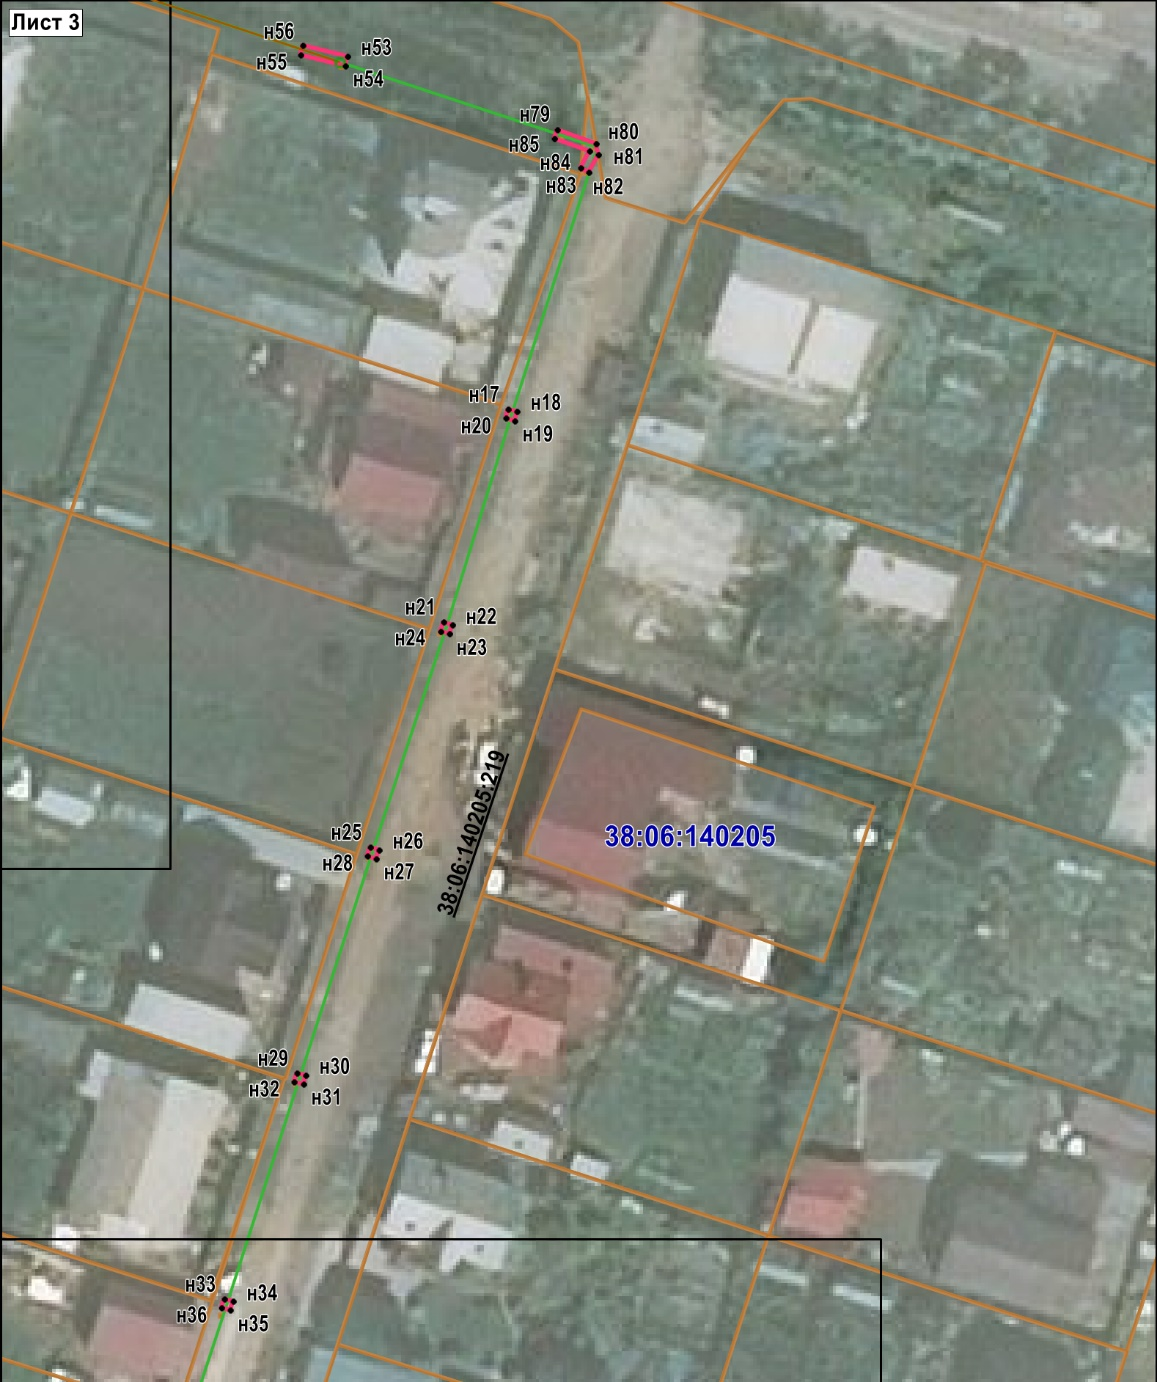 Лист 3
н56
н53
н55
н54
н79
н80
н85
н81
н84
н83
н82
н17
н18
н20
н19
н21
н22
н24
н23
38:06:140205:219
38:06:140205
н25
н26
н28
н27
н29
н30
н32
н31
н33
н34
н36
н35